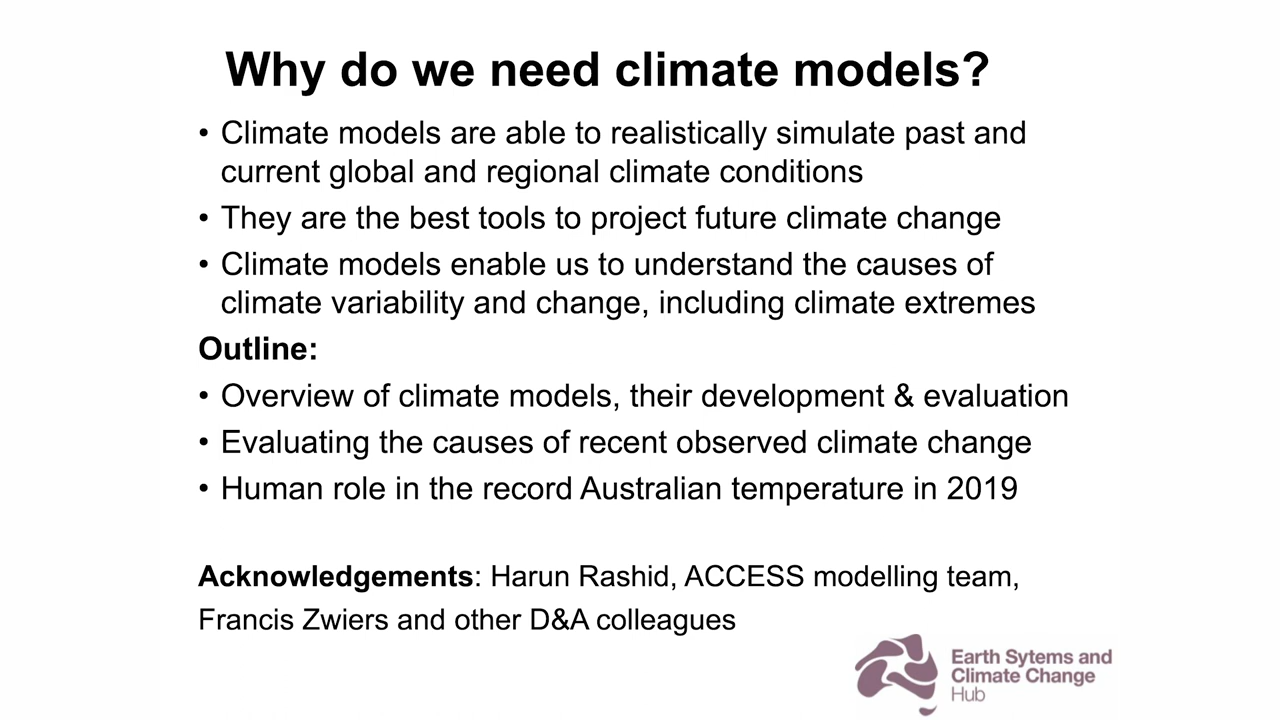 Why do we need climate models?
• Climate models are able to realistically simulate past and
current global and regional climate conditions
• They are the best tools to project future climate change
• Climate models enable us to understand the causes of
climate variability and change, including climate extremes
Outline:
• Overview of climate models, their development & evaluation
• Evaluating the causes of recent observed climate change
• Human role in the record Australian temperature in 2019
Acknowledgements: Harun Rashid, ACCESS modelling team,
Francis Zwiers and other D&A colleagues
Earth Sytems and
Climate Change
Hub